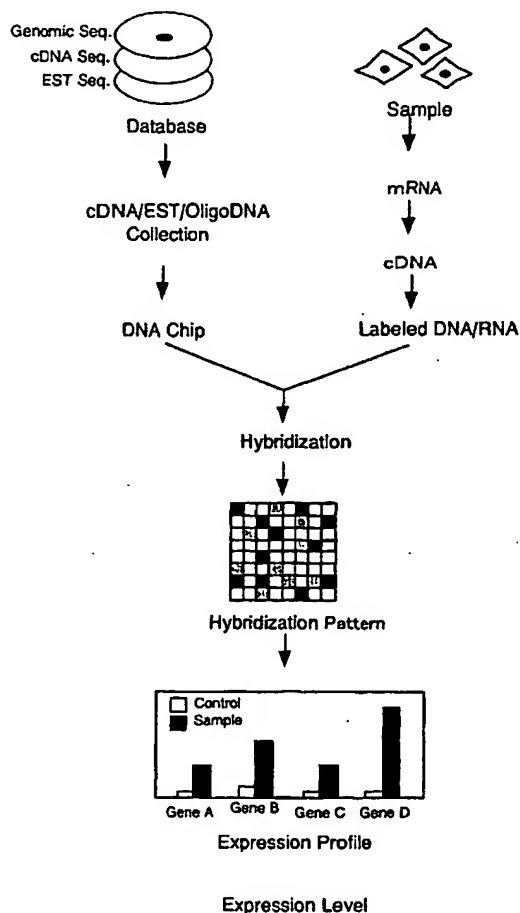 Genomic Seq.
cDNA Seq.
EST Seq.
Database
Sample
cDNA/EST/OligoDNA
Collection
mRNA
cDNA
DNA Chip
Labeled DNA/RNA
Hybridization
Hybridization Pattern
Control
Sample
Gene A Gene B Gene C Gene D
Expression Profile
Expression Level